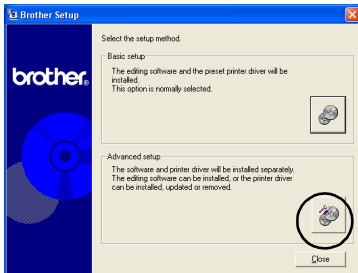 Brother Setup
Select the setup method.
brother®
Basic setup
The editing software and the preset printer driver will be
installed.
This option is normally selected.
Advanced setup
The software and printer driver will be installed separately.
The editing software can be installed, or the printer driver
can be installed, updated or removed.
Close